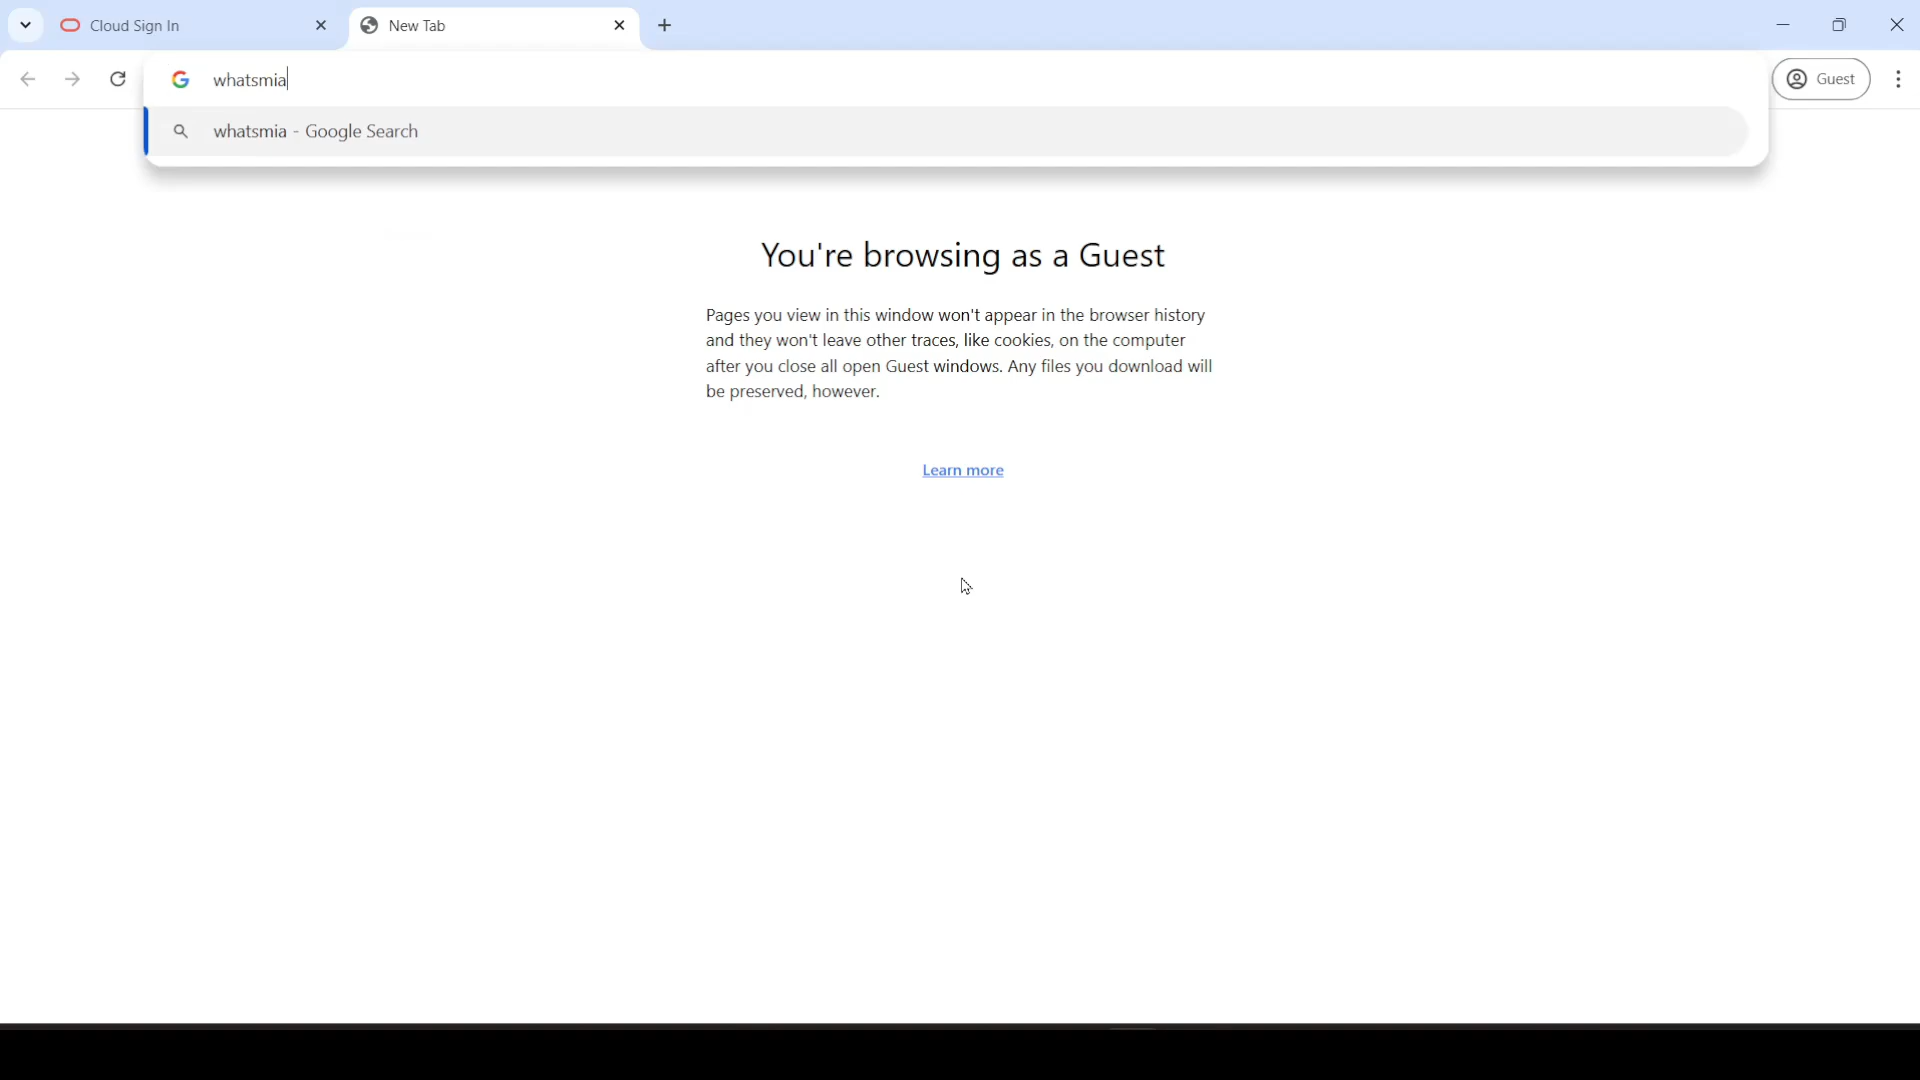 Cloud Sign In
New Tab
whatsmia
Guest
whatsmia - Google Search
You're browsing as a Guest
Pages you view in this window won't appear in the browser history
and they won't leave other traces, like cookies, on the computer
after you close all open Guest windows. Any files you download will
be preserved, however.
Learn more